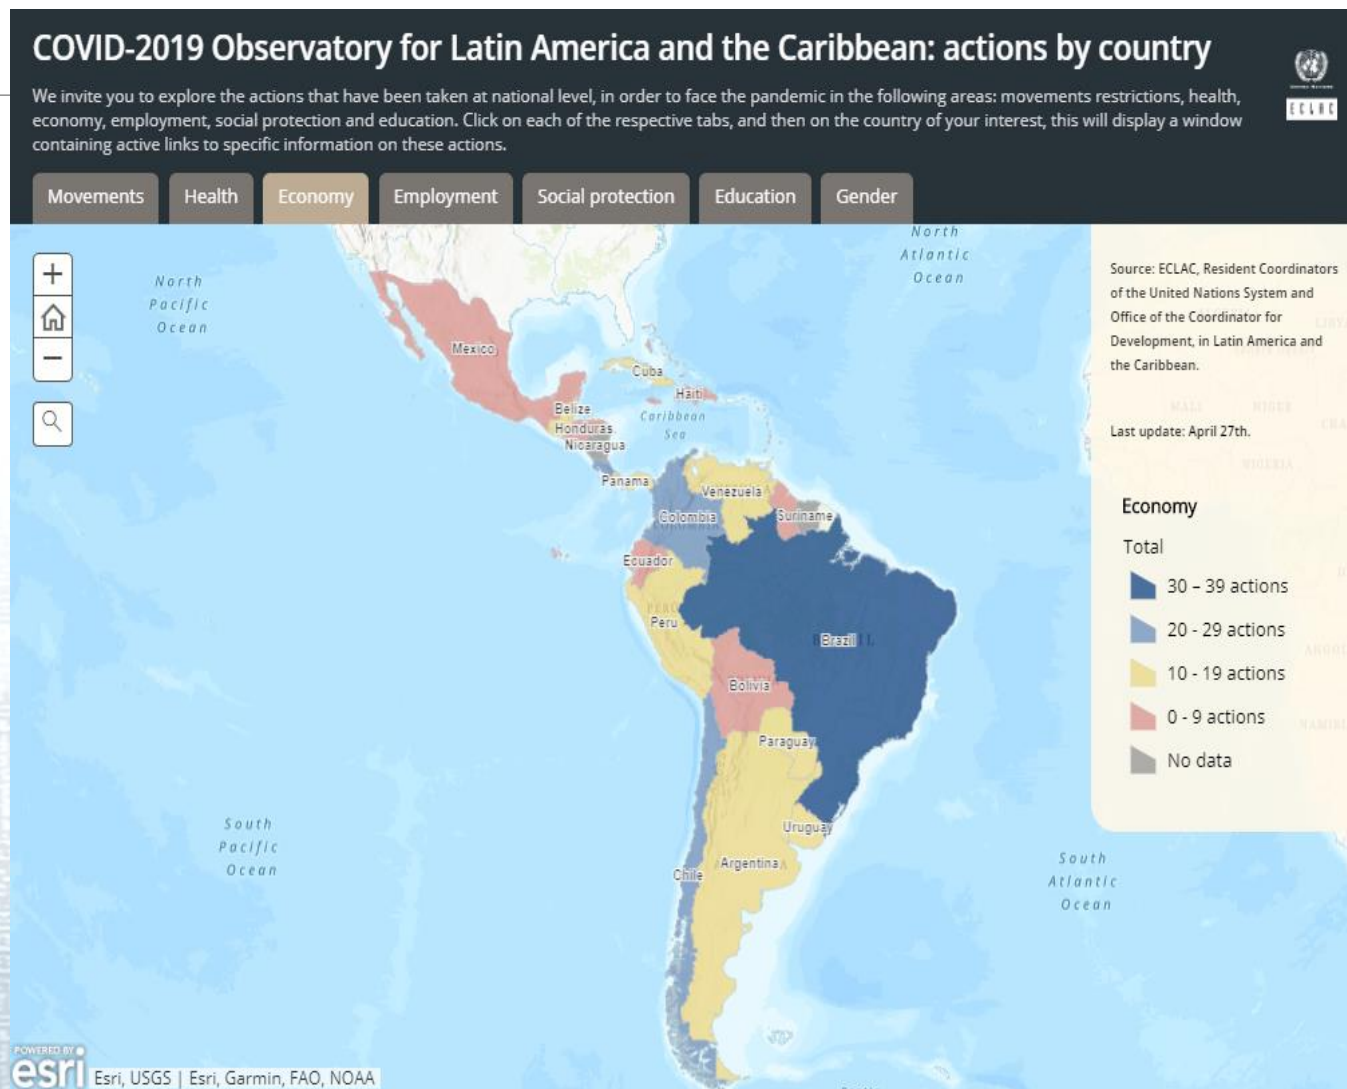 COVID-2019 Observatory for Latin America and the Caribbean: actions by country
We invite you to explore the actions that have been taken at national level, in order to face the pandemic in the following areas: movements restrictions, health,
economy, employment, social protection and education. Click on each of the respective tabs, and then on the country of your interest, this will display a window
containing active links to specific information on these actions.
ECLAC
Movements
Health
Economy
Employment
Social protection
Education
Gender
+
−
North
Pacific
Ocean
North
Atlantic
Ocean
Mexico
Cuba
Haiti
Belize
Caribbean
Sea
Honduras
Nicaragua
Panama
Venezuela
Colombia
Suriname
Ecuador
PERU
Peru
Brazil
Bolivia
Paraguay
Uruguay
Argentina
Chile
South
Pacific
Ocean
South
Atlantic
Ocean
Source: ECLAC, Resident Coordinators
of the United Nations System and
Office of the Coordinator for
Development, in Latin America and
the Caribbean.
MALI
NIGER
Last update: April 27th.
NIGERIA
Economy
Total
30 – 39 actions
20 - 29 actions
10 - 19 actions
0 - 9 actions
No data
POWERED BY
esri
Esri, USGS | Esri, Garmin, FAO, NOAA